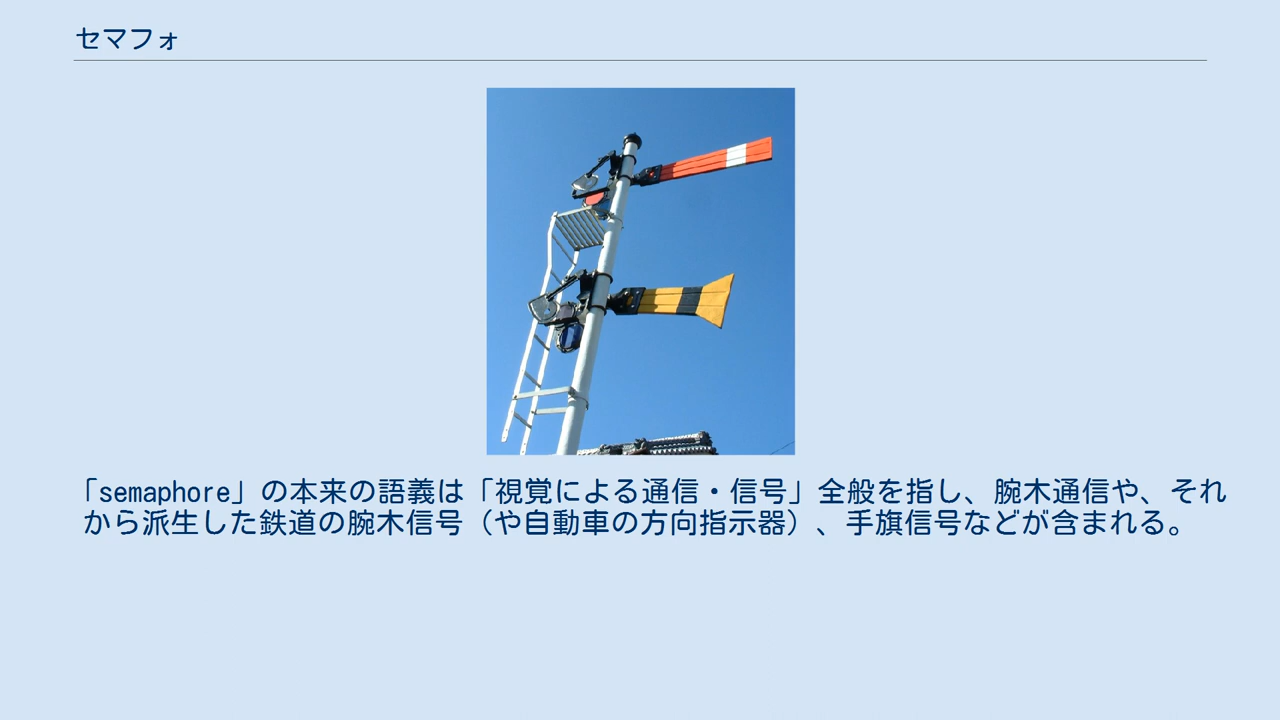 セマフォ
「semaphore」の本来の語義は「視覚による通信・信号」全般を指し、腕木通信や、それ
から派生した鉄道の腕木信号（や自動車の方向指示器）、手旗信号などが含まれる。